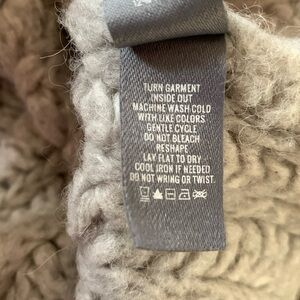 TURN GARMENT
INSIDE OUT
MACHINE WASH COLD
WITH LIKE COLORS
GENTLE CYCLE
DO NOT BLEACH
RESHAPE
LAY FLAT TO DRY
COOL IRON IF NEEDED
DO NOT WRING OR TWIST.